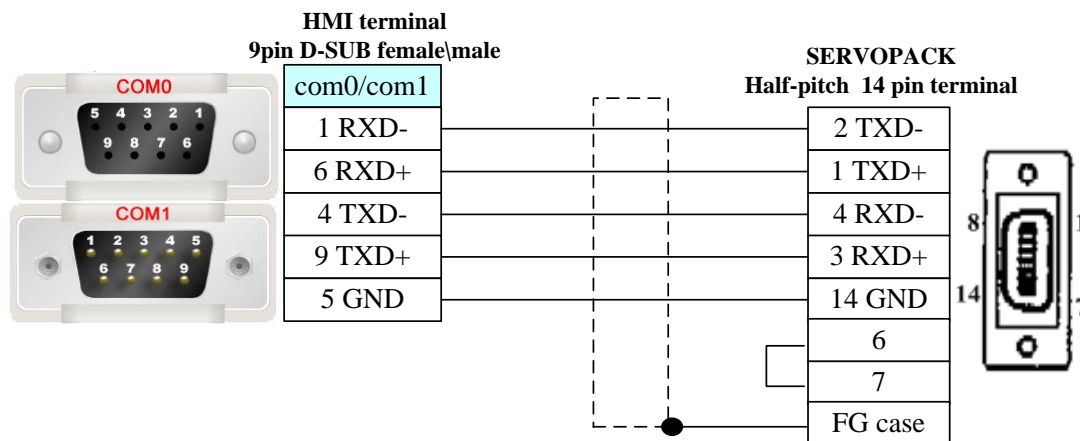 HMI terminal
9pin D-SUB female\male
SERVOPACK
Half-pitch 14 pin terminal
COM0
5 4 3 2 1
9 8 7 6
COM1
1 2 3 4 5
6 7 8 9
com0/com1
1 RXD-
6 RXD+
4 TXD-
9 TXD+
5 GND
2 TXD-
1 TXD+
4 RXD-
3 RXD+
14 GND
6
7
FG case
8 1
14 7